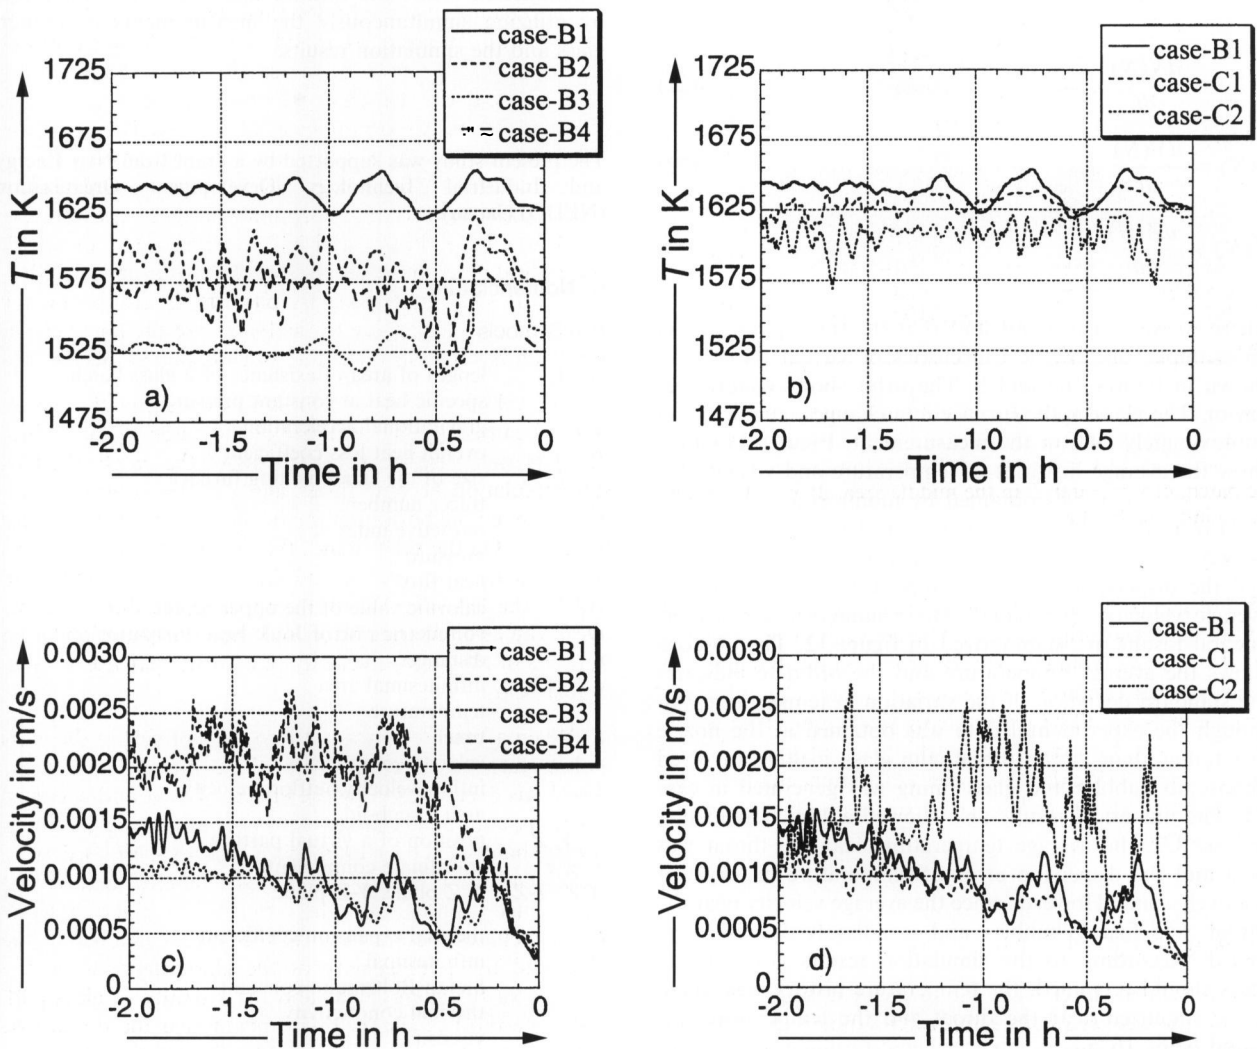 case-B1
case-B2
case-B3
case-B4
T in K
1725
1675
1625
1575
1525
1475
a)
-2.0 -1.5 -1.0 -0.5 0
Time in h
case-B1
case-C1
case-C2
T in K
1725
1675
1625
1575
1525
1475
b)
-2.0 -1.5 -1.0 -0.5 0
Time in h
case-B1
case-B2
case-B3
case-B4
Velocity in m/s
0.0030
0.0025
0.0020
0.0015
0.0010
0.0005
0
c)
-2.0 -1.5 -1.0 -0.5 0
Time in h
case-B1
case-C1
case-C2
Velocity in m/s
0.0030
0.0025
0.0020
0.0015
0.0010
0.0005
0
d)
-2.0 -1.5 -1.0 -0.5 0
Time in h